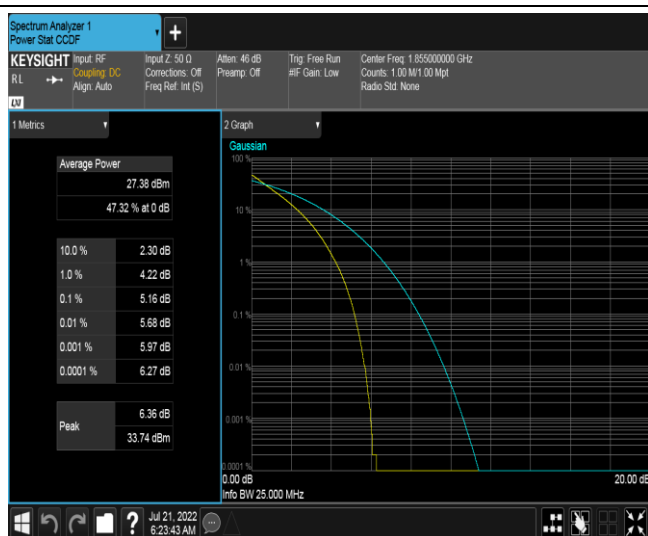 Spectrum Analyzer 1
Power Stat CCDF
+
KEYSIGHT
RL
LXI
Input: RF
Coupling: DC
Align: Auto
Input Z: 50 Ω
Corrections: Off
Freq Ref: Int (S)
Atten: 46 dB
Preamp: Off
Trig: Free Run
#IF Gain: Low
Center Freq: 1.855000000 GHz
Counts: 1.00 M/1.00 Mpt
Radio Std: None
1 Metrics
Average Power
27.38 dBm
47.32 % at 0 dB
10.0 % 2.30 dB
1.0 % 4.22 dB
0.1 % 5.16 dB
0.01 % 5.68 dB
0.001 % 5.97 dB
0.0001 % 6.27 dB
Peak
6.36 dB
33.74 dBm
2 Graph
Gaussian
100 %
10 %
1 %
0.1 %
0.01 %
0.001 %
0.0001 %
0.00 dB 20.00 dB
Info BW 25.000 MHz
?
Jul 21, 2022
6:23:43 AM